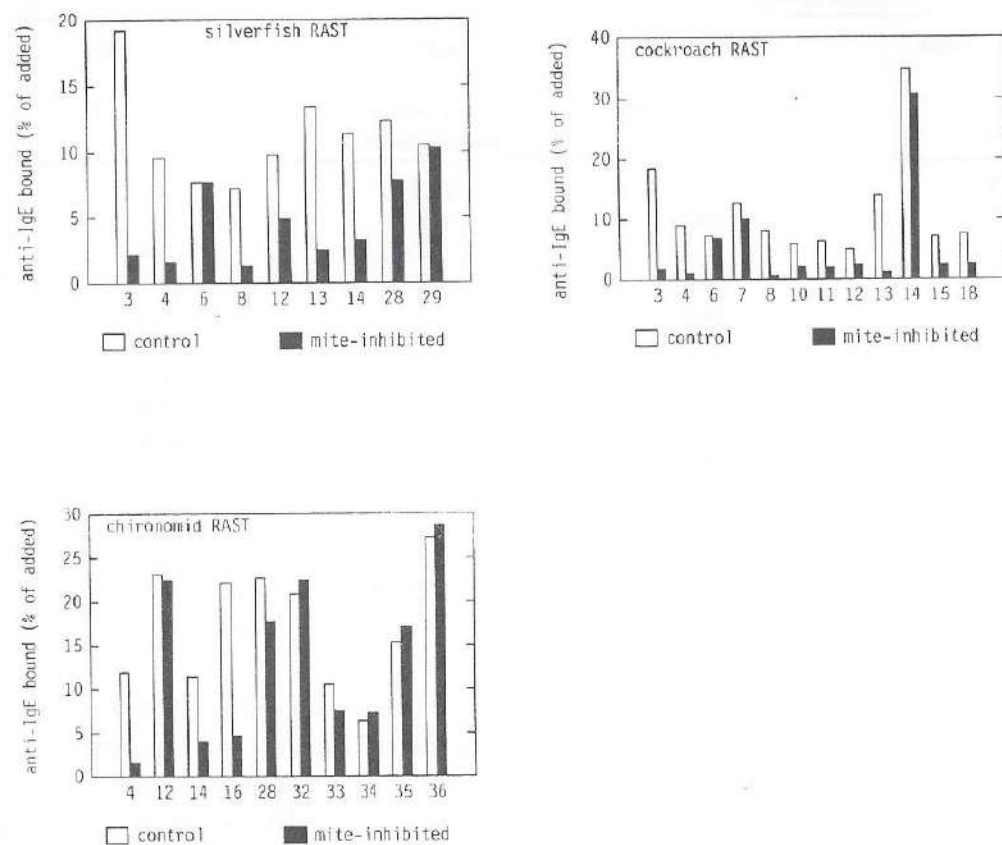 silverfish RAST
anti-IgE bound (% of added)
20
15
10
5
0
3 4 6 8 12 13 14 28 29
control mite-inhibited
cockroach RAST
anti-IgE bound (% of added)
40
30
20
10
0
3 4 6 7 8 10 11 12 13 14 15 18
control mite-inhibited
chironomid RAST
anti-IgE bound (% of added)
30
25
20
15
10
5
0
4 12 14 16 28 32 33 34 35 36
control mite-inhibited